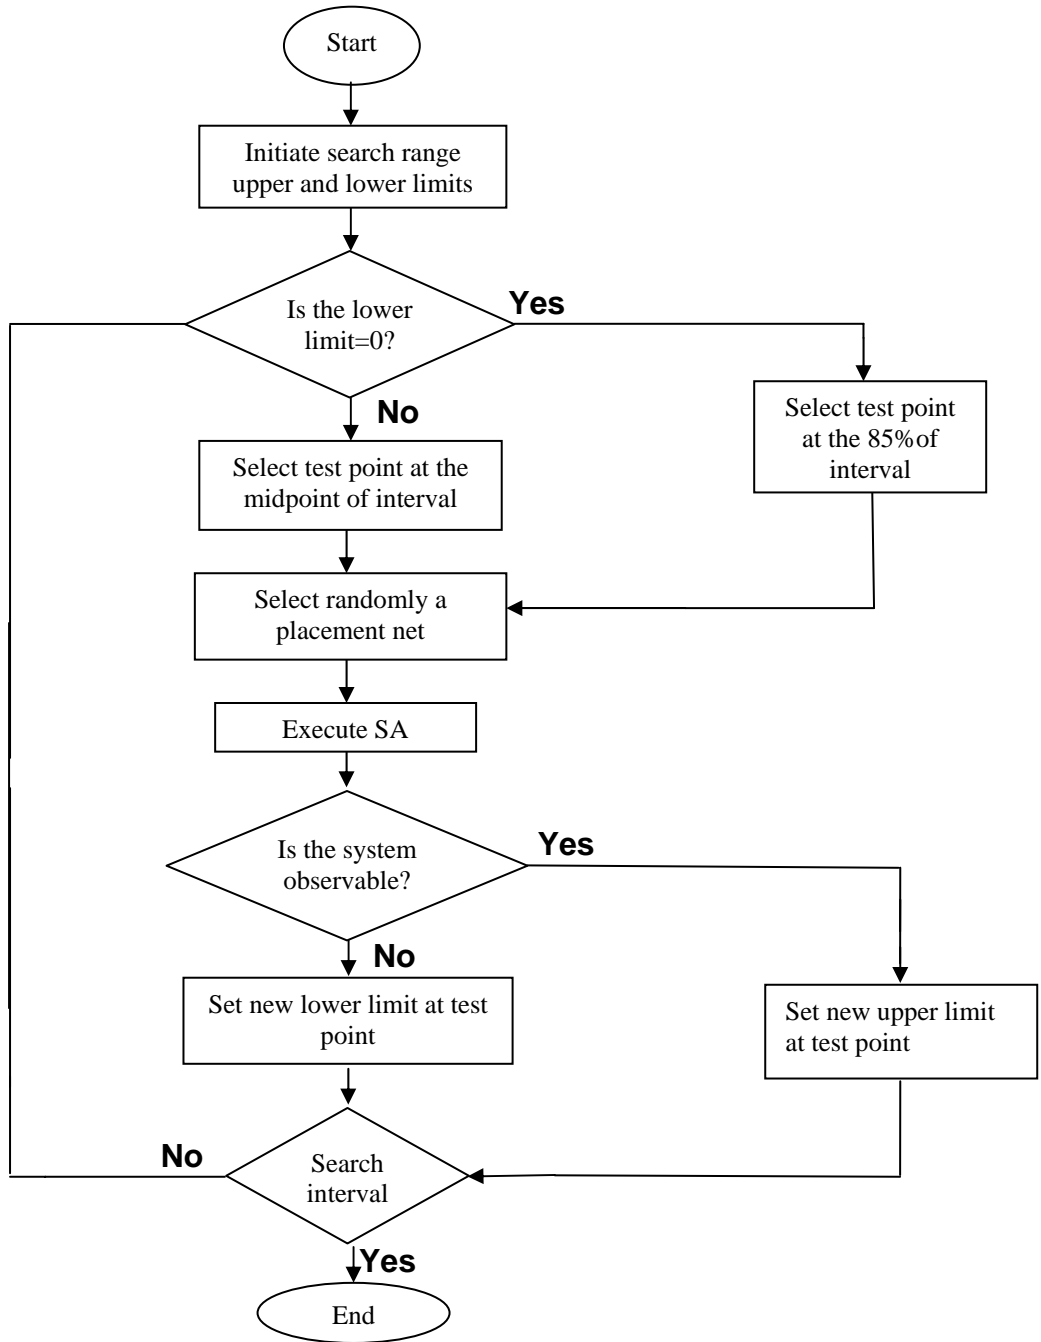 Start
Initiate search range
upper and lower limits
Is the lower
limit=0?
Yes
No
Select test point
at the 85%of
interval
Select test point at the
midpoint of interval
Select randomly a
placement net
Execute SA
Is the system
observable?
Yes
No
Set new lower limit at test
point
Set new upper limit
at test point
No
Search
interval
Yes
End